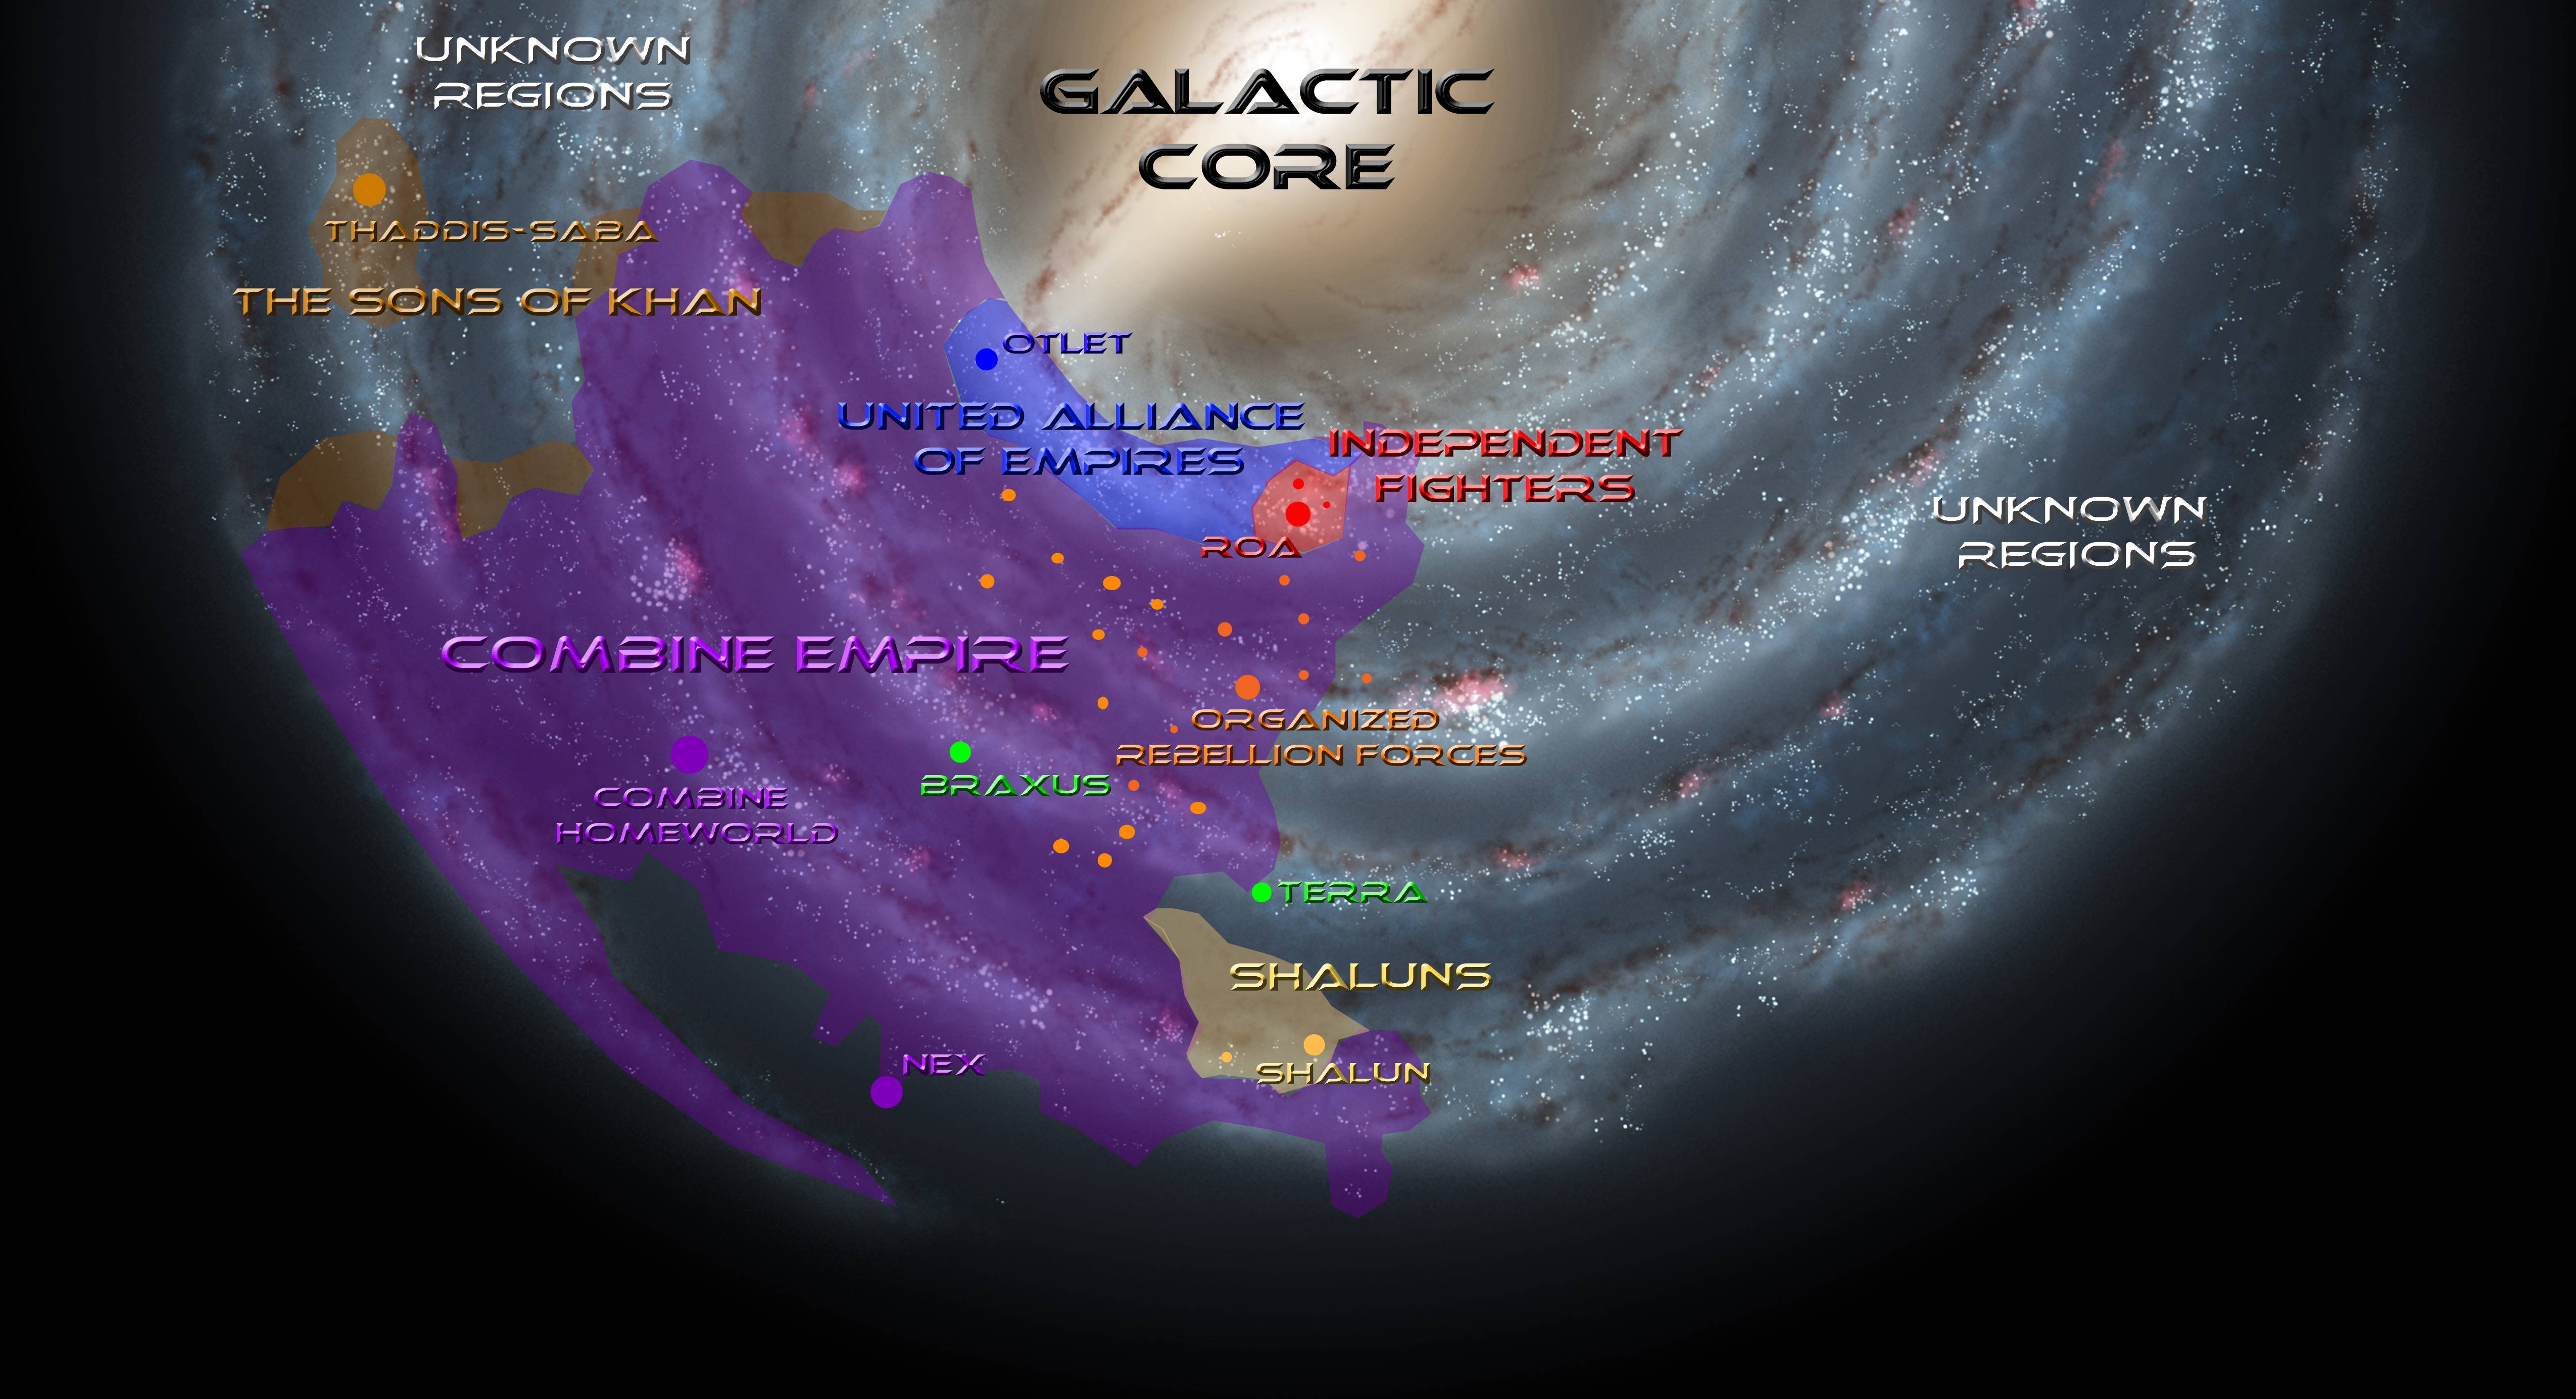 UNKNOWN
REGIONS
GALACTIC
CORE
THADDIS-SABA
THE SONS OF KHAN
OTLET
UNITED ALLIANCE
OF EMPIRES
INDEPENDENT
FIGHTERS
ROA
UNKNOWN
REGIONS
COMBINE EMPIRE
ORGANIZED
REBELLION FORCES
BRAXUS
COMBINE
HOMEWORLD
TERRA
SHALUNS
NEX
SHALUN